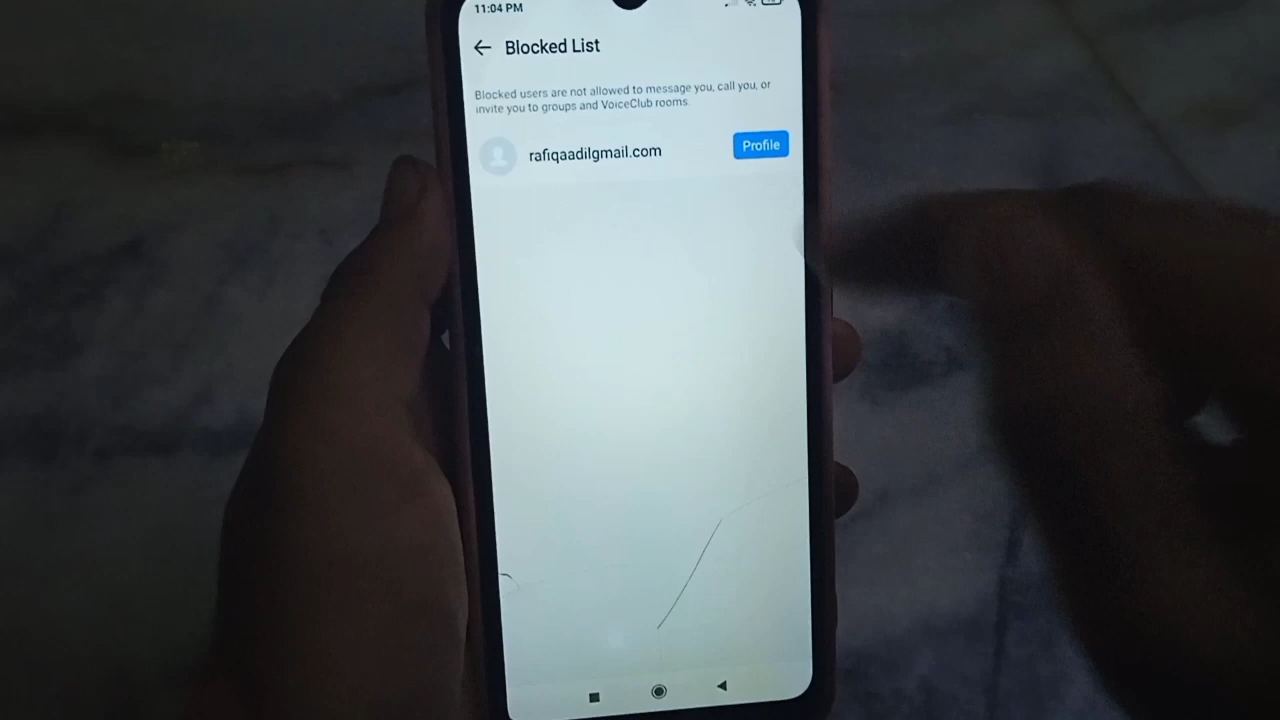 11:04 PM
Blocked List
Blocked users are not allowed to message you, call you, or
invite you to groups and VoiceClub rooms.
rafiqaadilgmail.com
Profile